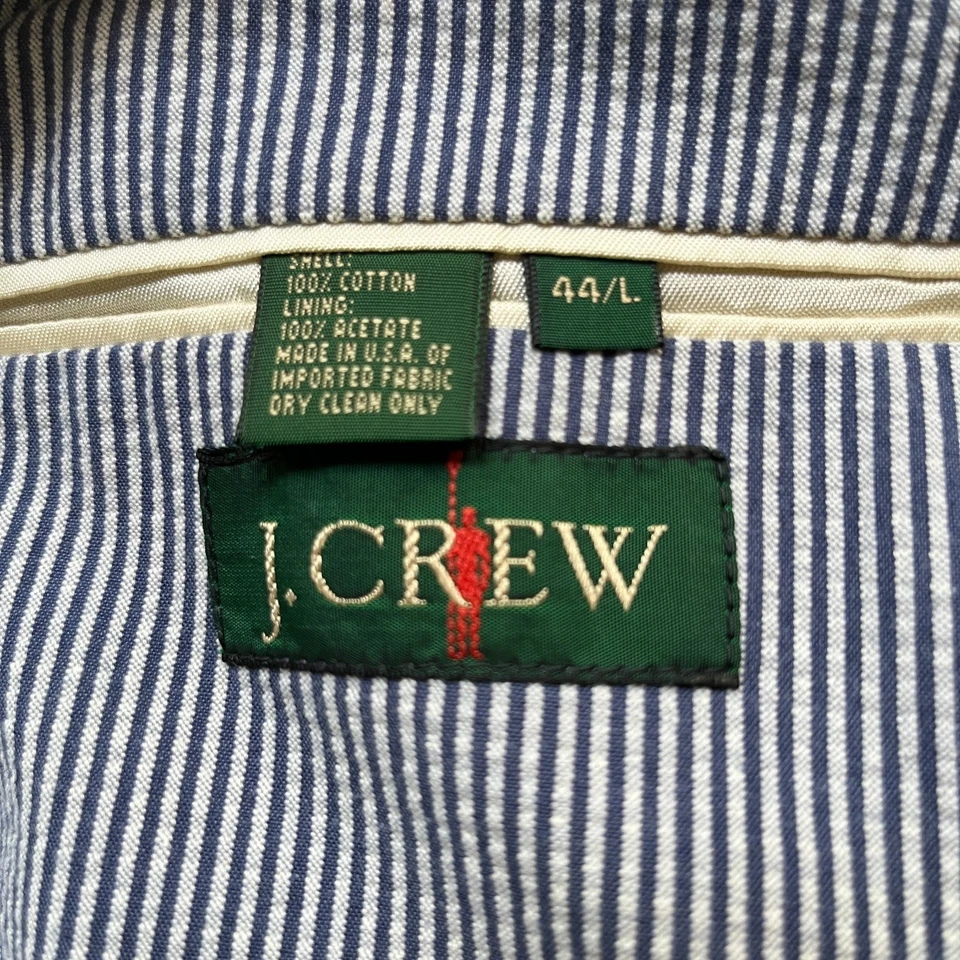 SHELL:
100% COTTON
LINING:
100% ACETATE
MADE IN U.S.A. OF
IMPORTED FABRIC
DRY CLEAN ONLY
44/L
J.CREW